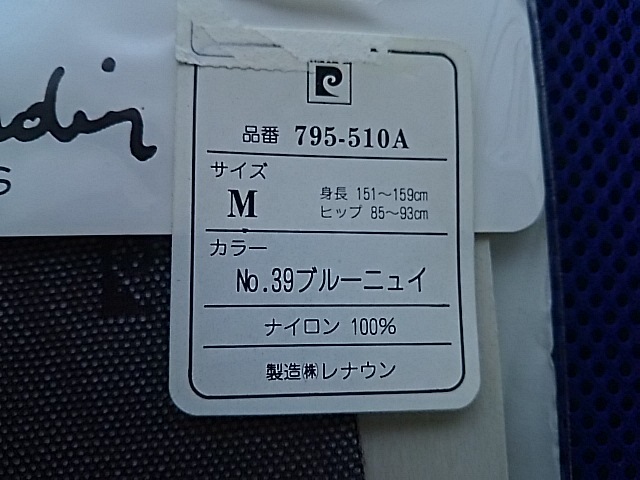 品番 795-510A
サイズ
M
身長 151～159cm
ヒップ 85～93cm
カラー
No.39ブルーニュイ
ナイロン 100%
製造㈱レナウン